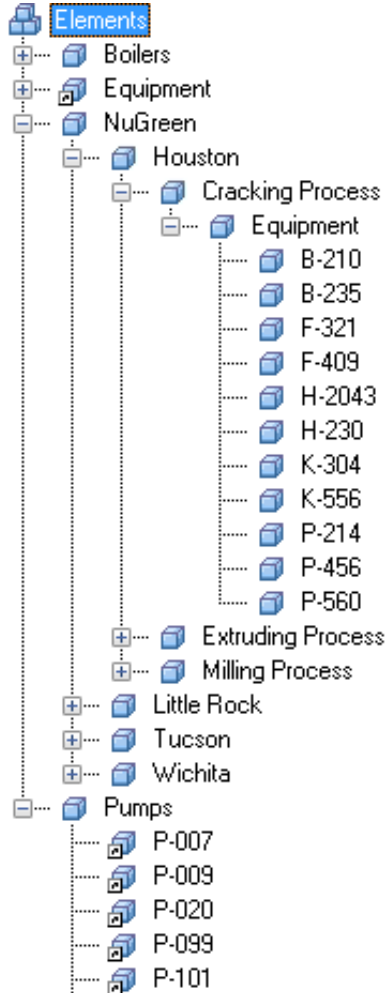 Elements
Boilers
Equipment
NuGreen
Houston
Cracking Process
Equipment
B-210
B-235
F-321
F-409
H-2043
H-230
K-304
K-556
P-214
P-456
P-560
Extruding Process
Milling Process
Little Rock
Tucson
Wichita
Pumps
P-007
P-009
P-020
P-099
P-101